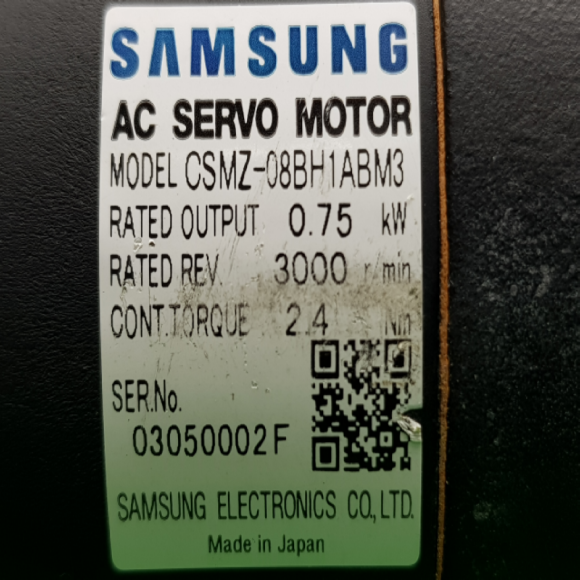 SAMSUNG
AC SERVO MOTOR
MODEL CSMZ-08BH1ABM3
RATED OUTPUT 0.75 kW
RATED REV. 3000 r/min
CONT.TORQUE 2.4 Nm
SER.No.
03050002F
SAMSUNG ELECTRONICS CO.,LTD.
Made in Japan